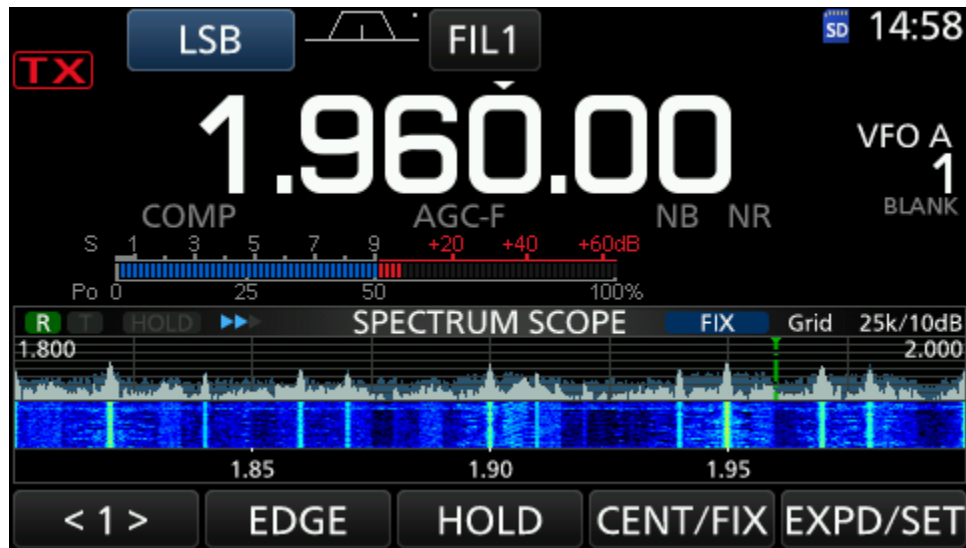 LSB FIL1 SD 14:58
TX
1.960.00
VFO A
1
BLANK
COMP AGC-F NB NR
S 1 3 5 7 9 +20 +40 +60dB
Po 0 25 50 100%
R T HOLD SPECTRUM SCOPE FIX Grid 25k/10dB
1.800 2.000
1.85 1.90 1.95
< 1 > EDGE HOLD CENT/FIX EXPD/SET